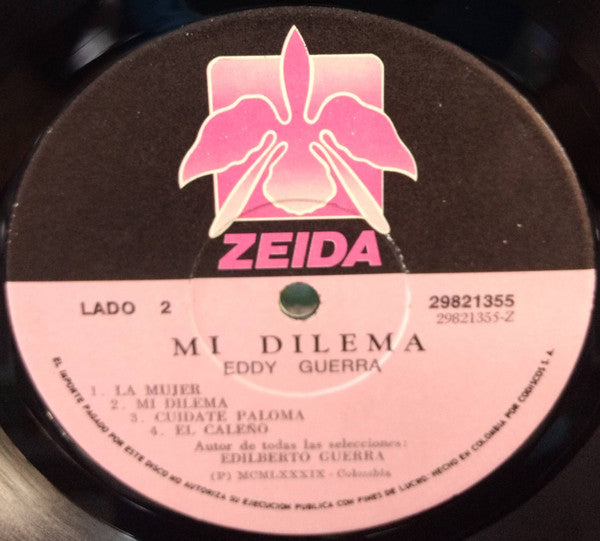 ZEIDA
LADO 2
29821355
29821355-Z
MI DILEMA
EDDY GUERRA
1. LA MUJER
2. MI DILEMA
3. CUIDATE PALOMA
4. EL CALEÑO
Autor de todas las selecciones:
EDILBERTO GUERRA
(P) MCMLXXXIX - Colombia
EL IMPORTE PAGADO POR ESTE DISCO NO AUTORIZA SU EJECUCION PUBLICA CON FINES DE LUCRO. HECHO EN COLOMBIA POR CODISCOS S. A.